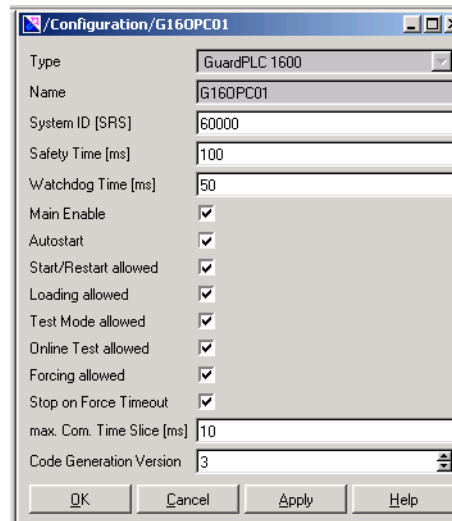 /Configuration/G16OPC01
Type GuardPLC 1600
Name G16OPC01
System ID [SRS] 60000
Safety Time [ms] 100
Watchdog Time [ms] 50
Main Enable
Autostart
Start/Restart allowed
Loading allowed
Test Mode allowed
Online Test allowed
Forcing allowed
Stop on Force Timeout
max. Com. Time Slice [ms] 10
Code Generation Version 3
OK Cancel Apply Help